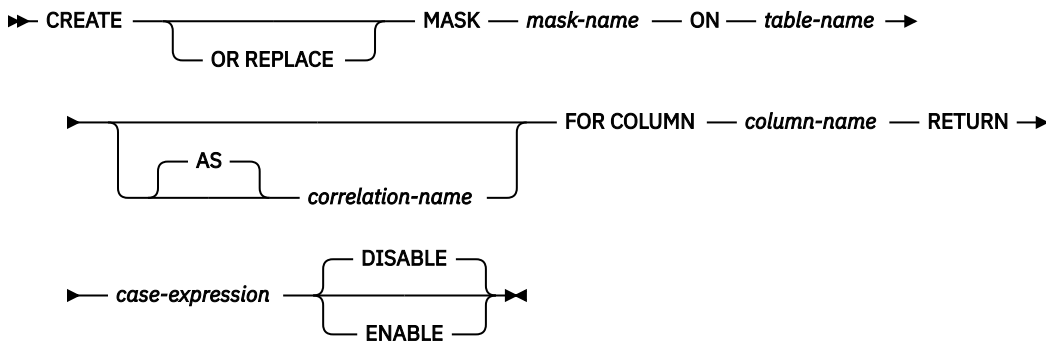 CREATE OR REPLACE MASK mask-name ON table-name
AS correlation-name FOR COLUMN column-name RETURN
case-expression DISABLE ENABLE